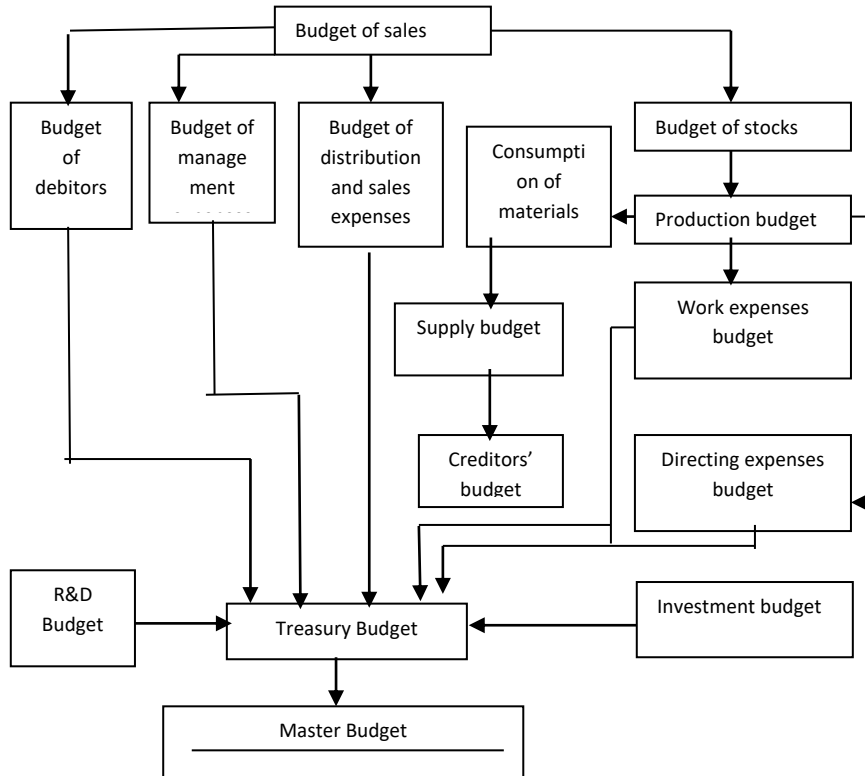 Budget of sales
Budget
of
debitors
Budget of
manage
ment
Budget of
distribution
and sales
expenses
Consumpti
on of
materials
Budget of stocks
Production budget
Supply budget
Work expenses
budget
Creditors’
budget
Directing expenses
budget
R&D
Budget
Treasury Budget
Investment budget
Master Budget